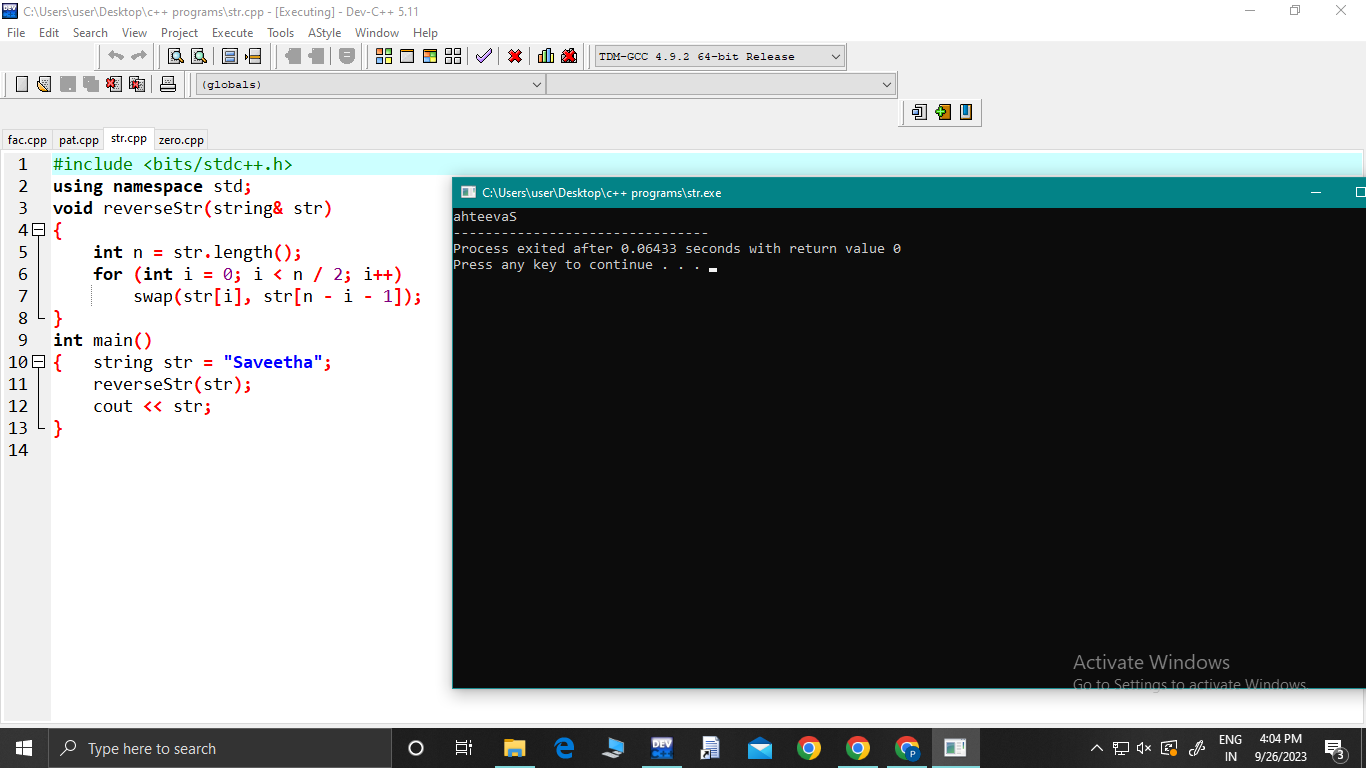 C:\Users\user\Desktop\c++ programs\str.cpp - [Executing] - Dev-C++ 5.11
File Edit Search View Project Execute Tools AStyle Window Help
TDM-GCC 4.9.2 64-bit Release
(globals)
fac.cpp pat.cpp str.cpp zero.cpp
1 #include <bits/stdc++.h>
2 using namespace std;
3 void reverseStr(string& str)
4 {
5 int n = str.length();
6 for (int i = 0; i < n / 2; i++)
7 swap(str[i], str[n - i - 1]);
8 }
9 int main()
10 { string str = "Saveetha";
11 reverseStr(str);
12 cout << str;
13 }
14
C:\Users\user\Desktop\c++ programs\str.exe
ahteevaS
--------------------------------
Process exited after 0.06433 seconds with return value 0
Press any key to continue . . .
Activate Windows
Go to Settings to activate Windows.
Type here to search
DEV
P
ENG
IN
4:04 PM
9/26/2023
3